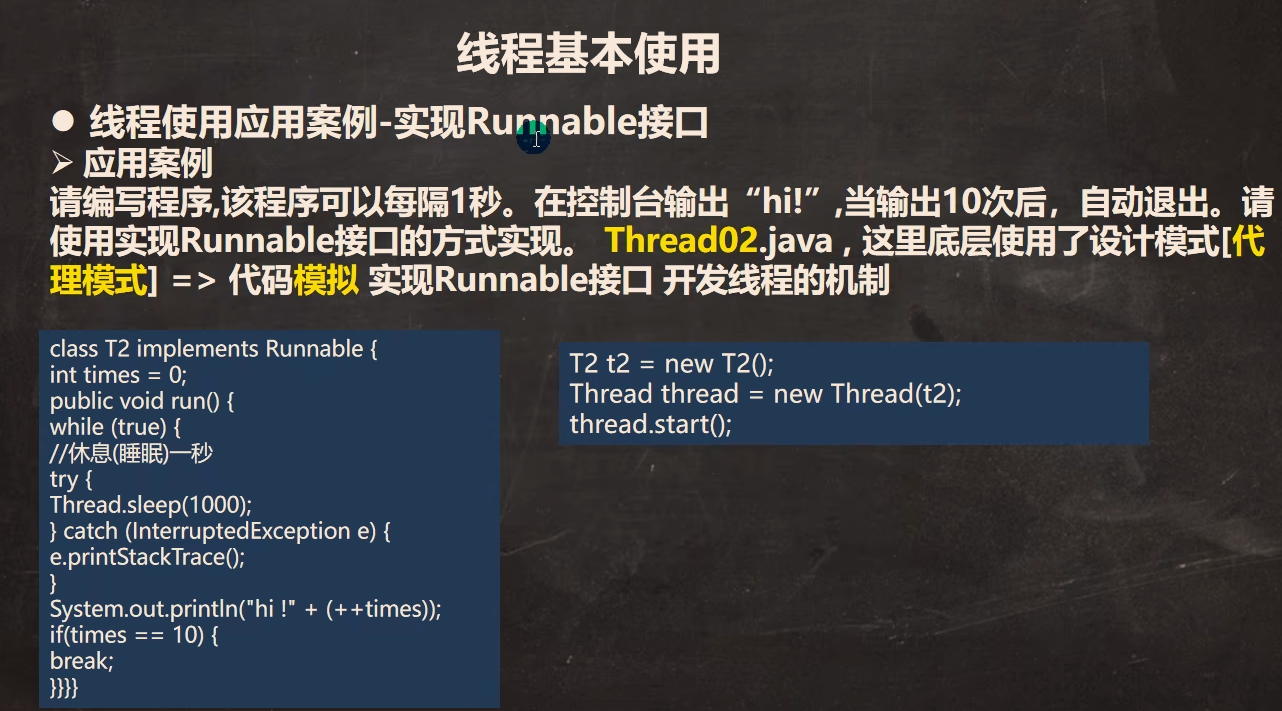 线程基本使用
● 线程使用应用案例-实现Runnable接口
➢ 应用案例
请编写程序,该程序可以每隔1秒。在控制台输出“hi!”,当输出10次后，自动退出。请
使用实现Runnable接口的方式实现。 Thread02.java , 这里底层使用了设计模式[代
理模式] => 代码模拟 实现Runnable接口 开发线程的机制
class T2 implements Runnable {
int times = 0;
public void run() {
while (true) {
//休息(睡眠)一秒
try {
Thread.sleep(1000);
} catch (InterruptedException e) {
e.printStackTrace();
}
System.out.println("hi !" + (++times));
if(times == 10) {
break;
}}}}
T2 t2 = new T2();
Thread thread = new Thread(t2);
thread.start();